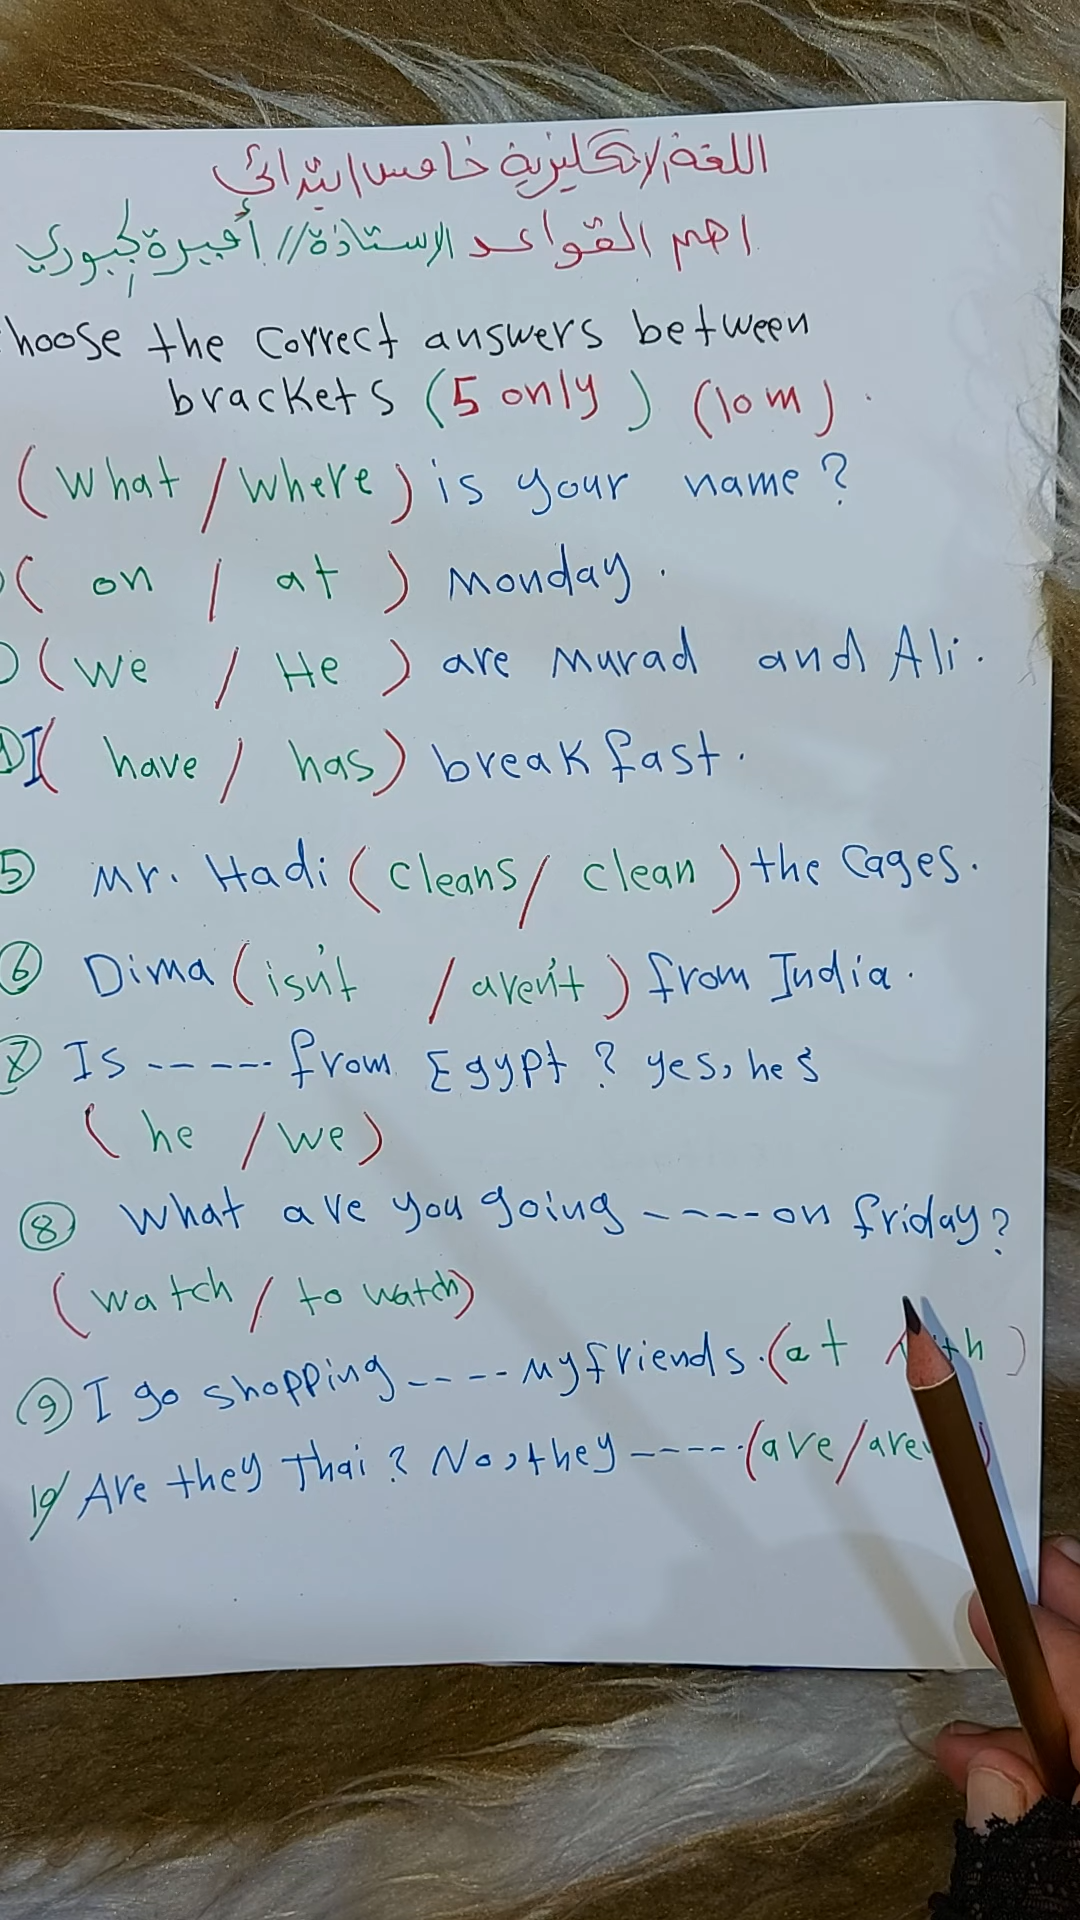 اللغة الانكليزية خامس ابتدائي
اهم القواعد الاستاذة // أميرة الجبوري
hoose the correct answers between
brackets (5 only) (10 m)
(What / Where) is your name?
( on / at ) Monday.
(We / He ) are Murad and Ali.
I( have / has) breakfast.
5 Mr. Hadi (cleans / clean) the Cages.
6 Dima (isn't / aren't) from India.
7 Is ----- from Egypt? yes, he's
(he / we)
8 What are you going ---- on friday?
(watch / to watch)
9 I go shopping ---- My friends. (at
10 Are they Thai? No, they ----- (are/